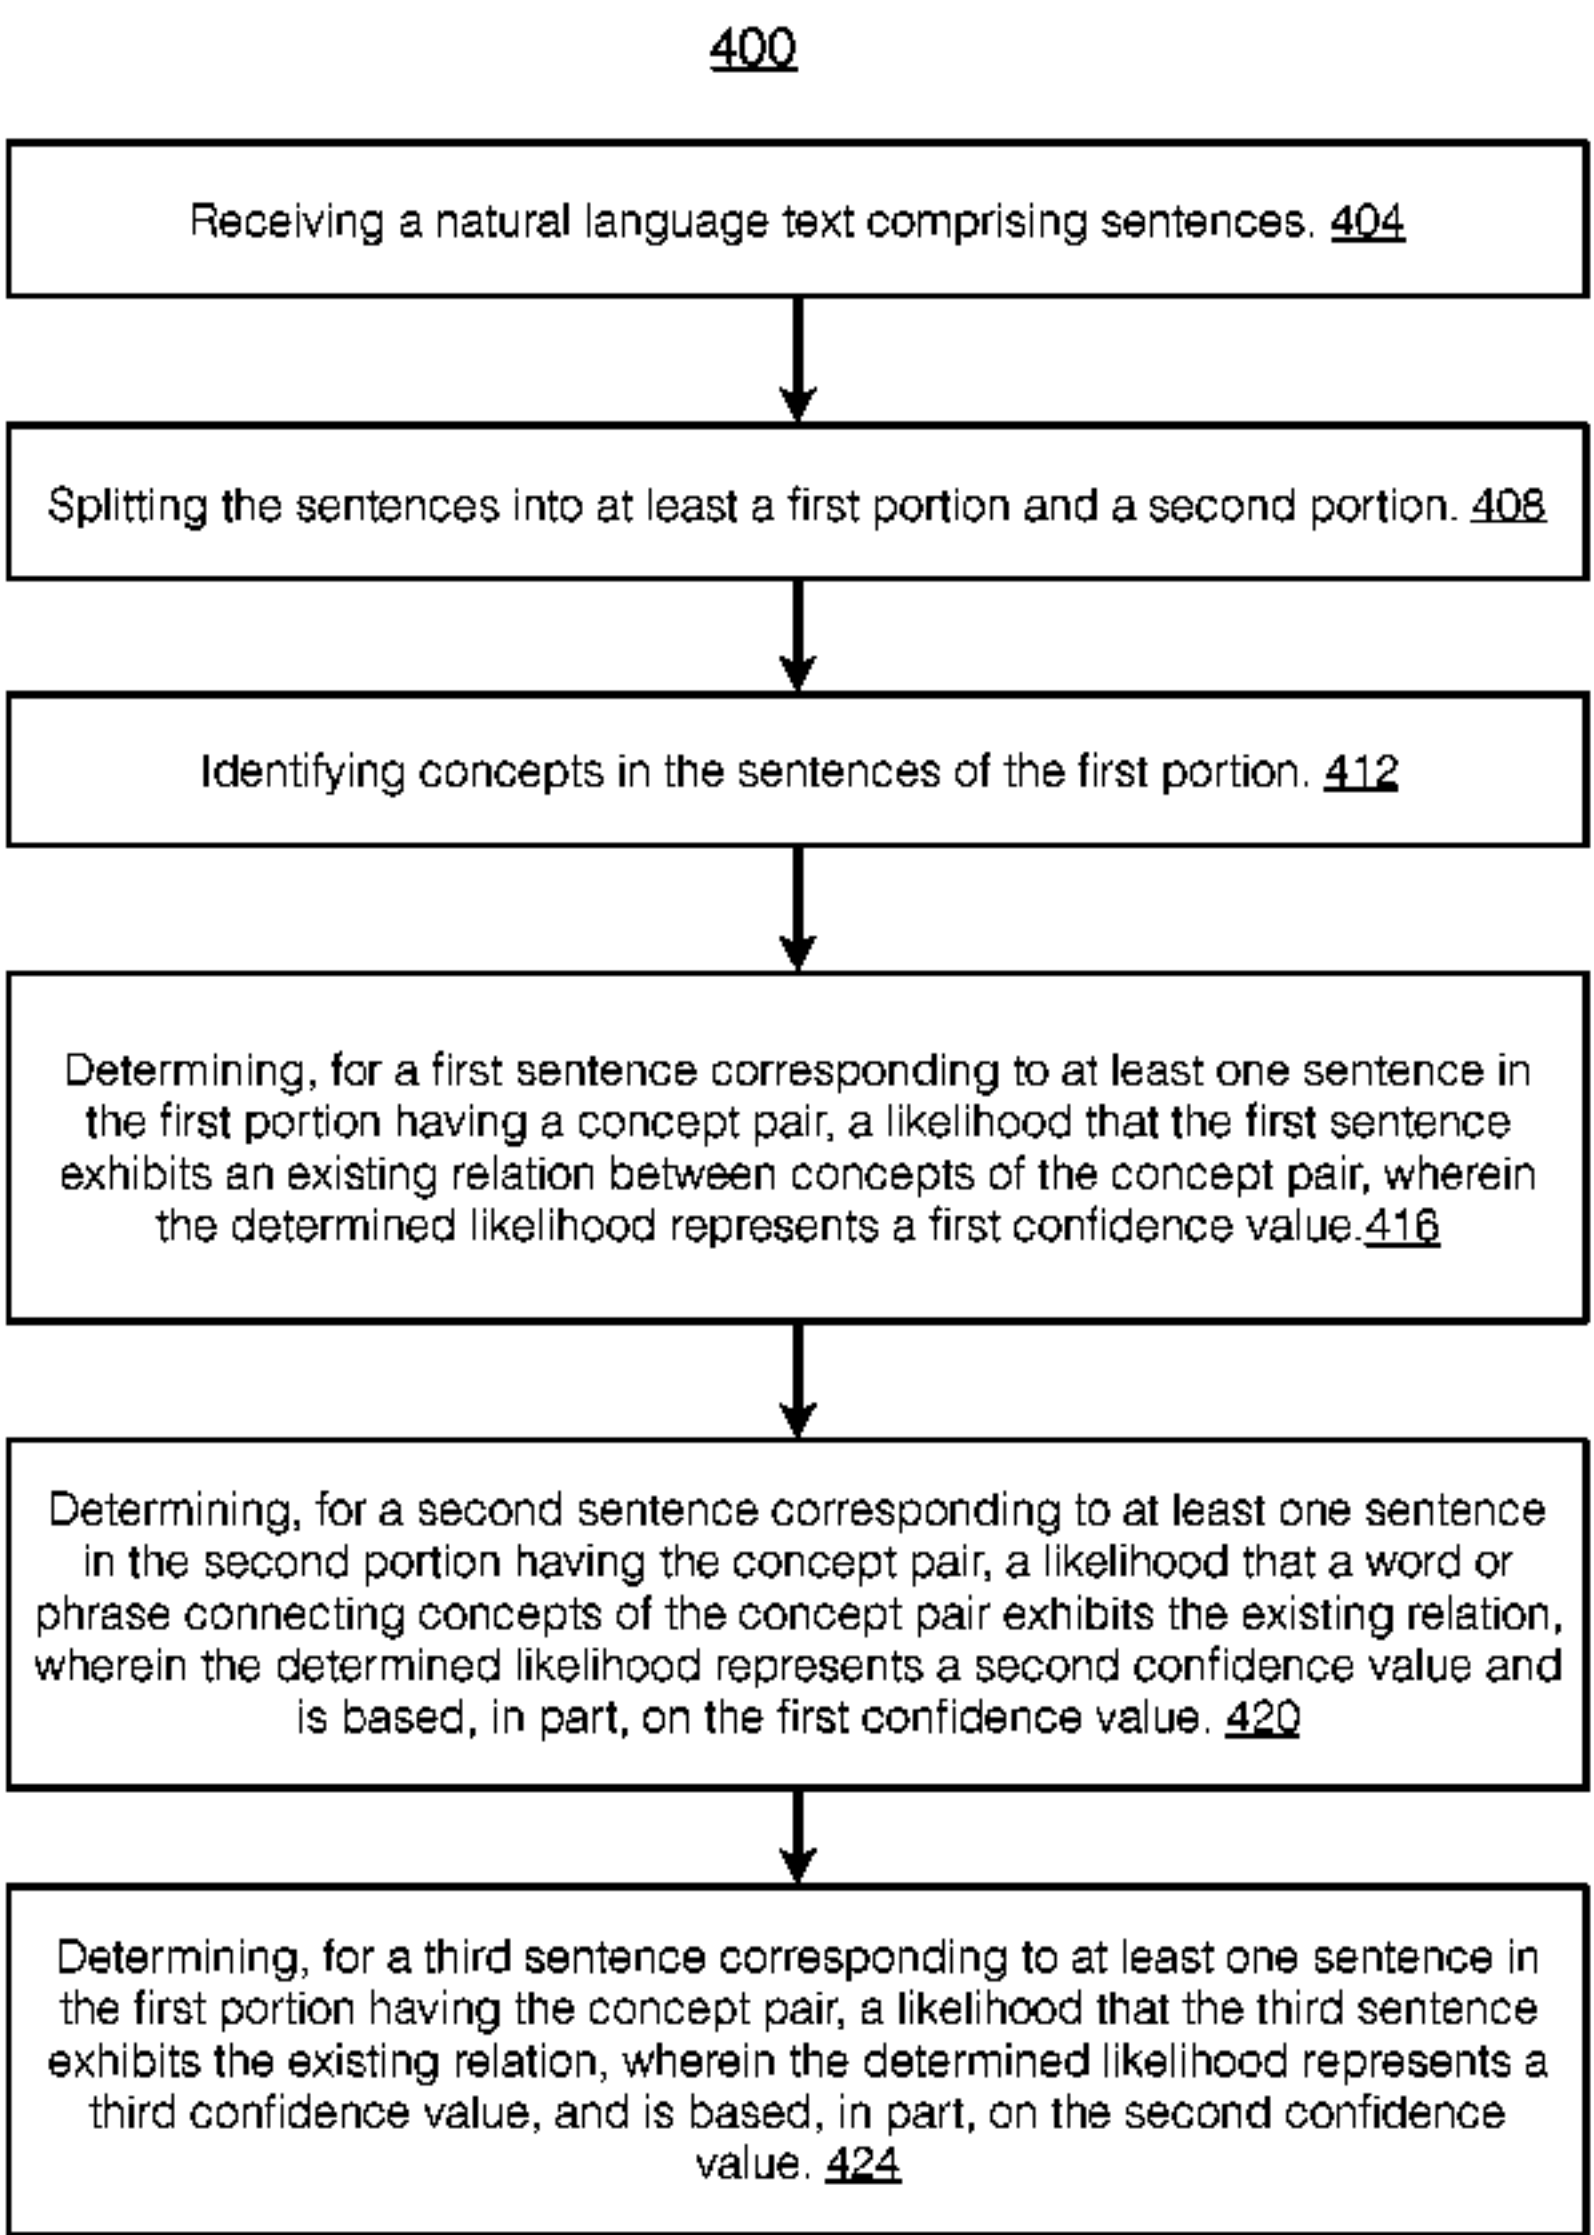 400
Receiving a natural language text comprising sentences. 404
Splitting the sentences into at least a first portion and a second portion. 408
Identifying concepts in the sentences of the first portion. 412
Determining, for a first sentence corresponding to at least one sentence in
the first portion having a concept pair, a likelihood that the first sentence
exhibits an existing relation between concepts of the concept pair, wherein
the determined likelihood represents a first confidence value.416
Determining, for a second sentence corresponding to at least one sentence
in the second portion having the concept pair, a likelihood that a word or
phrase connecting concepts of the concept pair exhibits the existing relation,
wherein the determined likelihood represents a second confidence value and
is based, in part, on the first confidence value. 420
Determining, for a third sentence corresponding to at least one sentence in
the first portion having the concept pair, a likelihood that the third sentence
exhibits the existing relation, wherein the determined likelihood represents a
third confidence value, and is based, in part, on the second confidence
value. 424